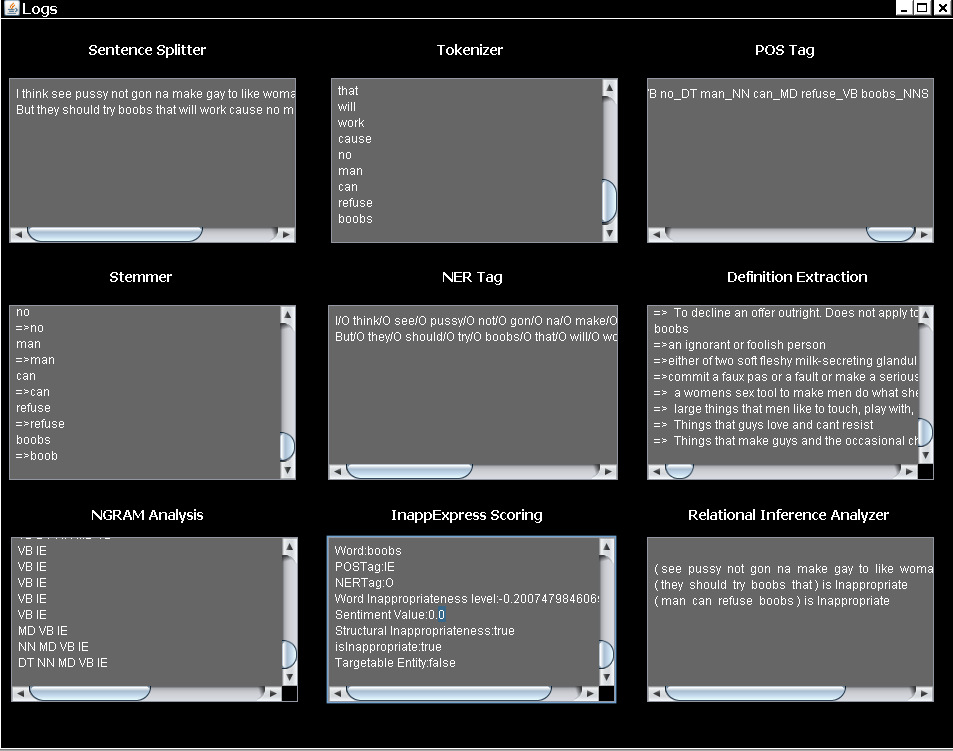 Logs
Sentence Splitter
I think see pussy not gon na make gay to like woma
But they should try boobs that will work cause no m
Tokenizer
that
will
work
cause
no
man
can
refuse
boobs
POS Tag
VB no_DT man_NN can_MD refuse_VB boobs_NNS
Stemmer
no
=>no
man
=>man
can
=>can
refuse
=>refuse
boobs
=>boob
NER Tag
I/O think/O see/O pussy/O not/O gon/O na/O make/O
But/O they/O should/O try/O boobs/O that/O will/O wo
Definition Extraction
=> To decline an offer outright. Does not apply to
boobs
=>an ignorant or foolish person
=>either of two soft fleshy milk-secreting glandul
=>commit a faux pas or a fault or make a serious
=> a womens sex tool to make men do what she
=> large things that men like to touch, play with,
=> Things that guys love and cant resist
=> Things that make guys and the occasional ch
NGRAM Analysis
VB IE
VB IE
VB IE
VB IE
VB IE
MD VB IE
NN MD VB IE
DT NN MD VB IE
InappExpress Scoring
Word:boobs
POSTag:IE
NERTag:O
Word Inappropriateness level:-0.200747984606
Sentiment Value:0.0
Structural Inappropriateness:true
isInappropriate:true
Targetable Entity:false
Relational Inference Analyzer
( see pussy not gon na make gay to like woma
( they should try boobs that ) is Inappropriate
( man can refuse boobs ) is Inappropriate